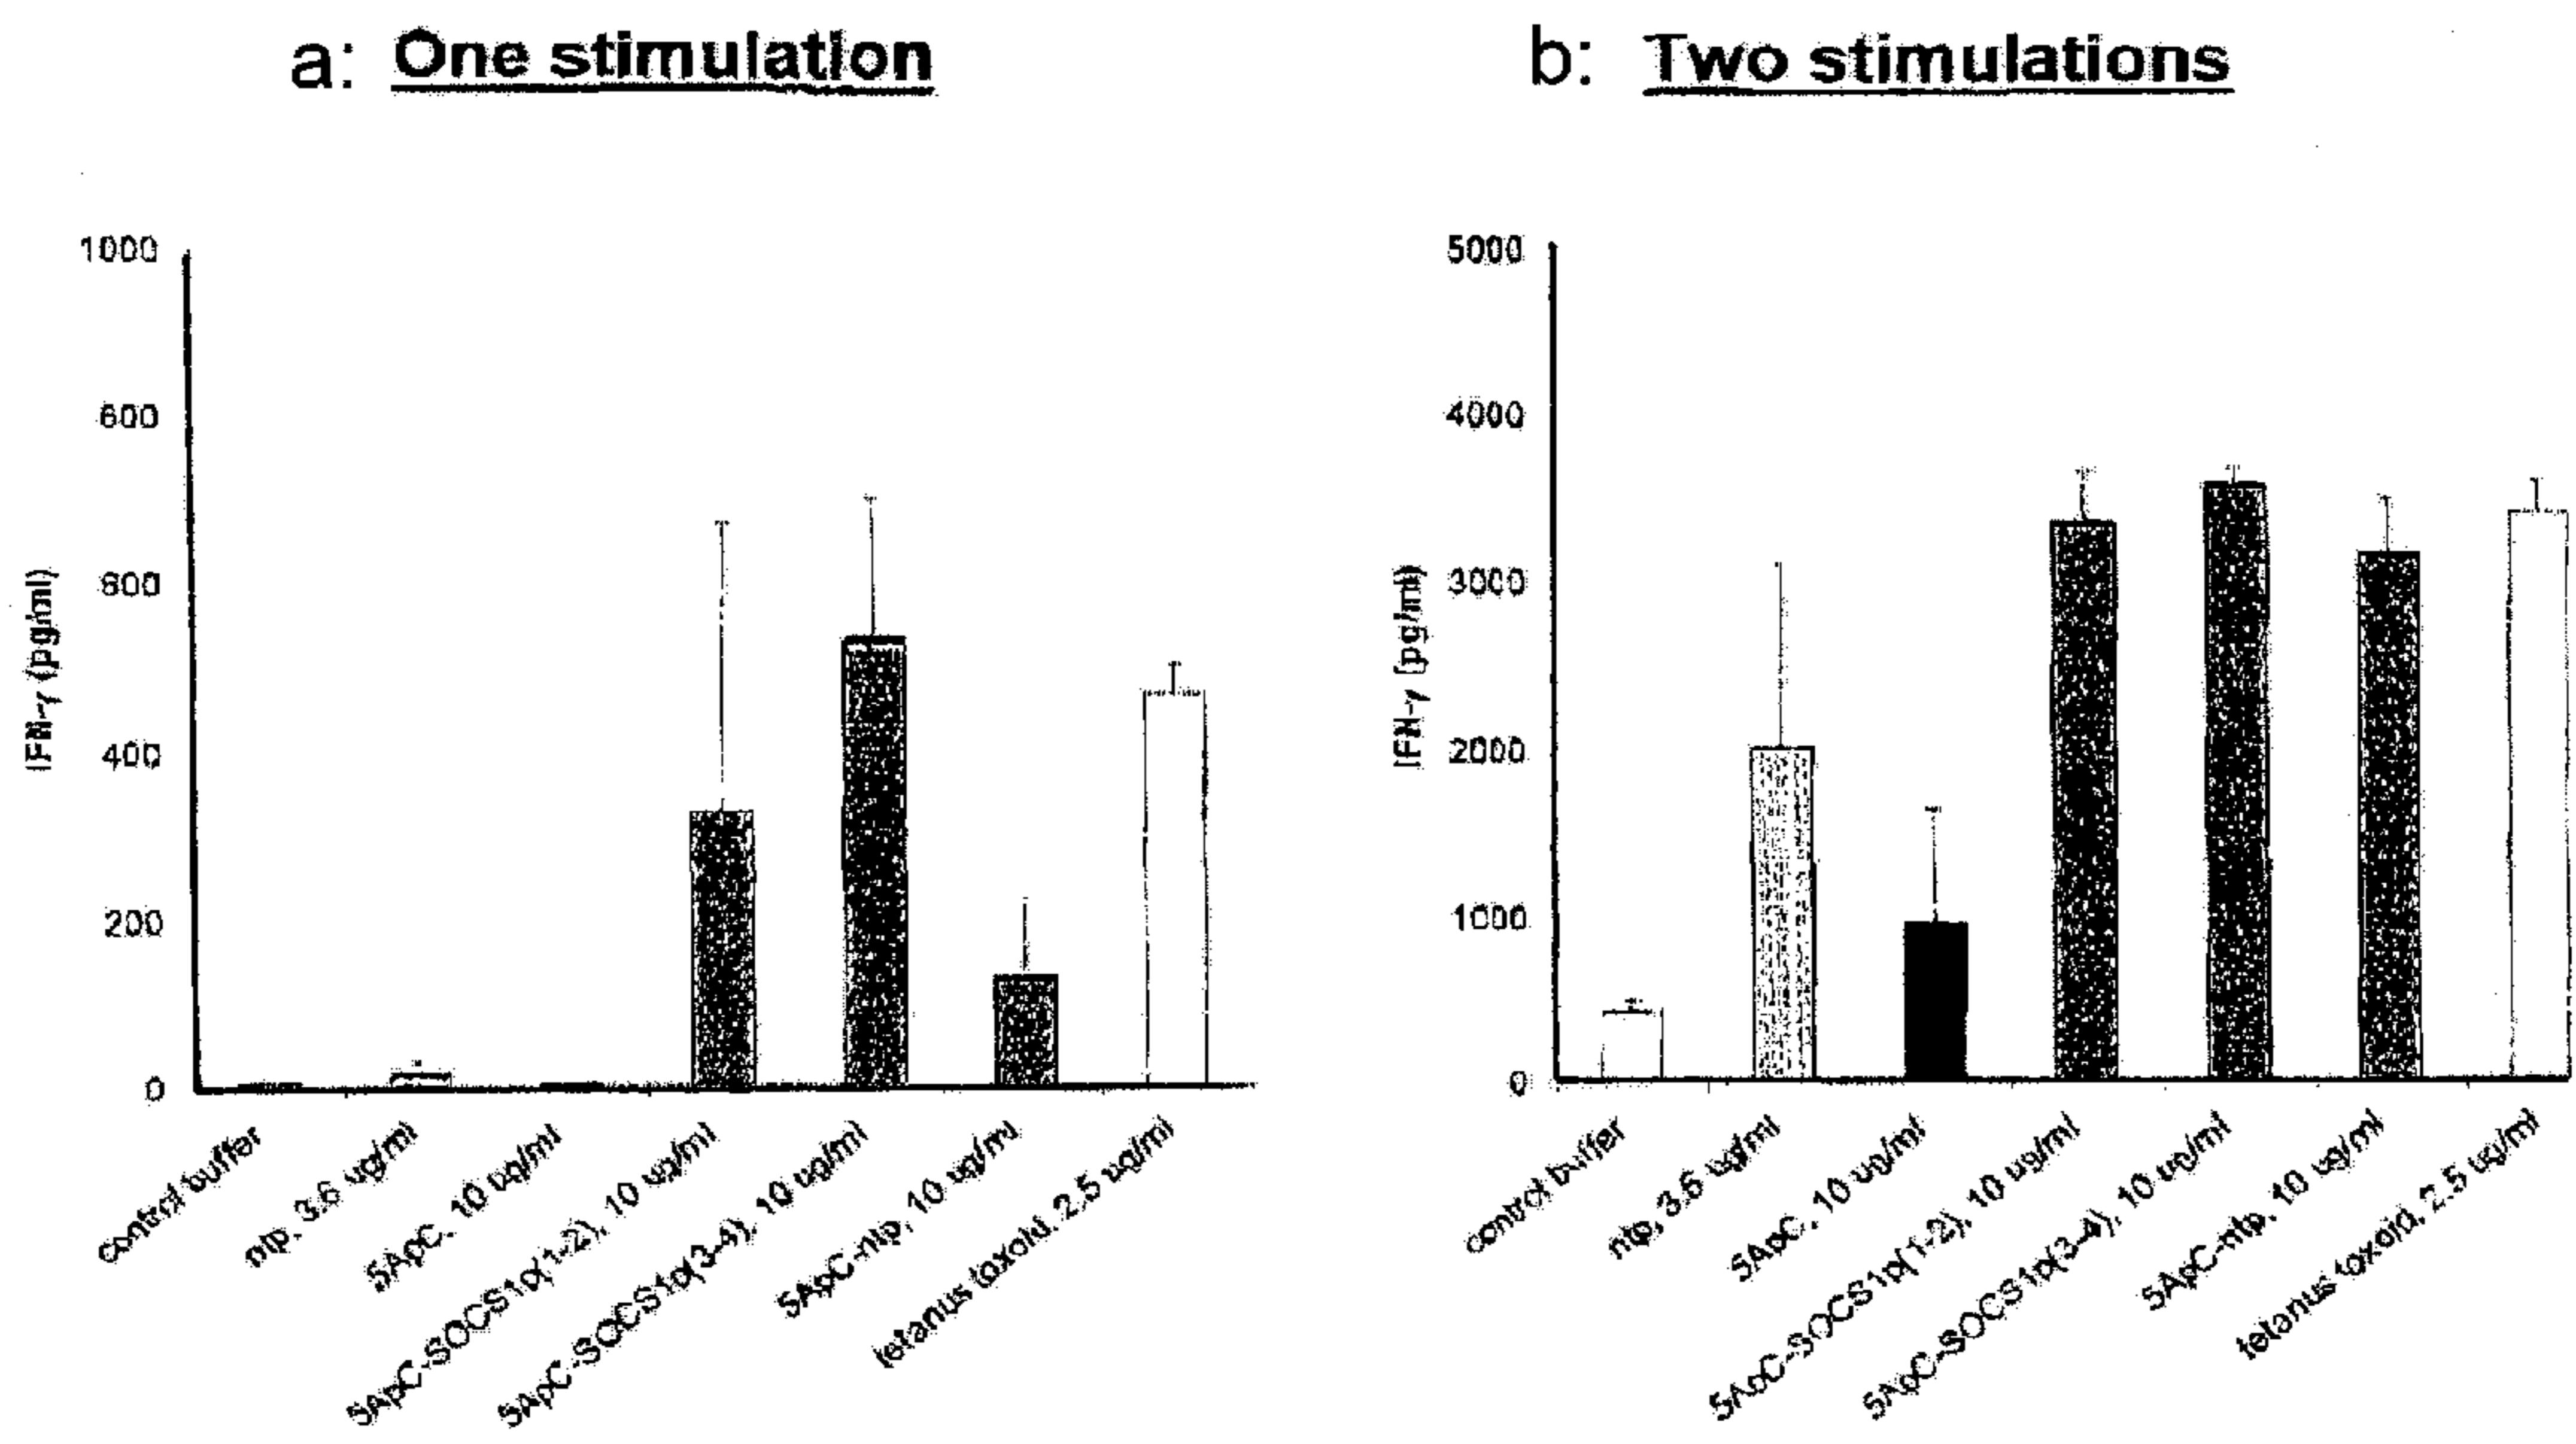 a: One stimulation
1000
800
600
400
200
0
IFN-γ (pg/ml)
control buffer
ntp, 3.6 ug/ml
5ApC, 10 ug/ml
5ApC-SOCS1p(1-2), 10 ug/ml
5ApC-SOCS1p(3-4), 10 ug/ml
5ApC-ntp, 10 ug/ml
tetanus toxoid, 2.5 ug/ml
b: Two stimulations
5000
4000
3000
2000
1000
0
IFN-γ (pg/ml)
control buffer
ntp, 3.6 ug/ml
5ApC, 10 ug/ml
5ApC-SOCS1p(1-2), 10 ug/ml
5ApC-SOCS1p(3-4), 10 ug/ml
5ApC-ntp, 10 ug/ml
tetanus toxoid, 2.5 ug/ml